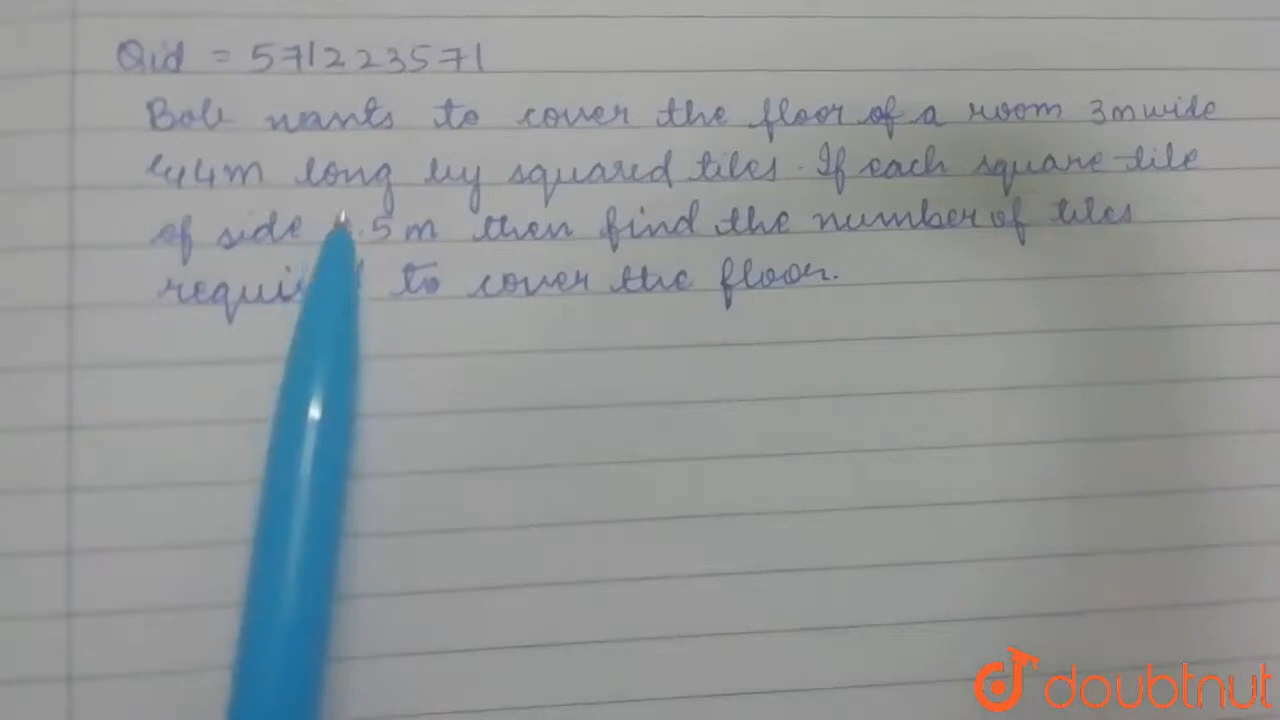 Qid = 571223571
Bob wants to cover the floor of a room 3m wide
& 4m long by squared tiles. If each square tile
of side .5m then find the number of tiles
to cover the floor.
doubtnut